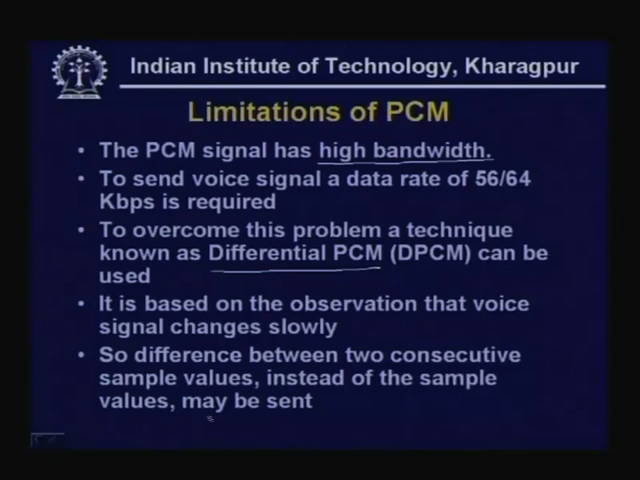 Indian Institute of Technology, Kharagpur
Limitations of PCM
• The PCM signal has high bandwidth.
• To send voice signal a data rate of 56/64
Kbps is required
• To overcome this problem a technique
known as Differential PCM (DPCM) can be
used
• It is based on the observation that voice
signal changes slowly
• So difference between two consecutive
sample values, instead of the sample
values, may be sent